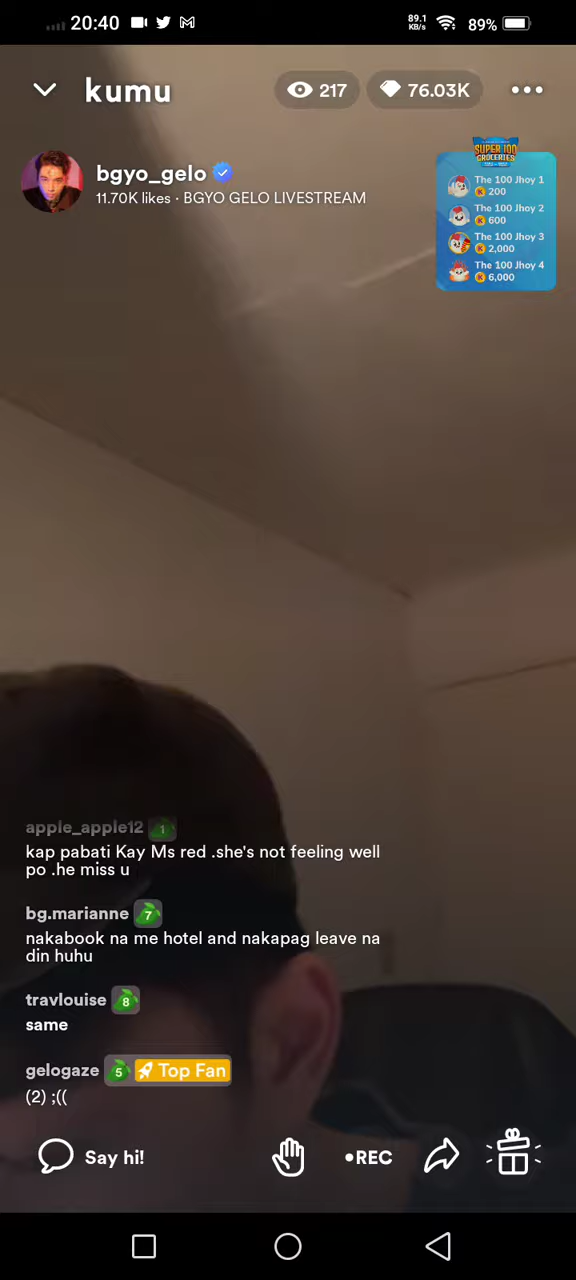 20:40
89.1 KB/s
89%
kumu
217
76.03K
bgyo_gelo
11.70K likes · BGYO GELO LIVESTREAM
SUPER 100
GROCERIES
The 100 Jhoy 1
200
The 100 Jhoy 2
600
The 100 Jhoy 3
2,000
The 100 Jhoy 4
6,000
apple_apple12 1
kap pabati Kay Ms red .she's not feeling well
po .he miss u
bg.marianne 7
nakabook na me hotel and nakapag leave na
din huhu
travlouise 8
same
gelogaze 5 Top Fan
(2) ;((
Say hi!
•REC